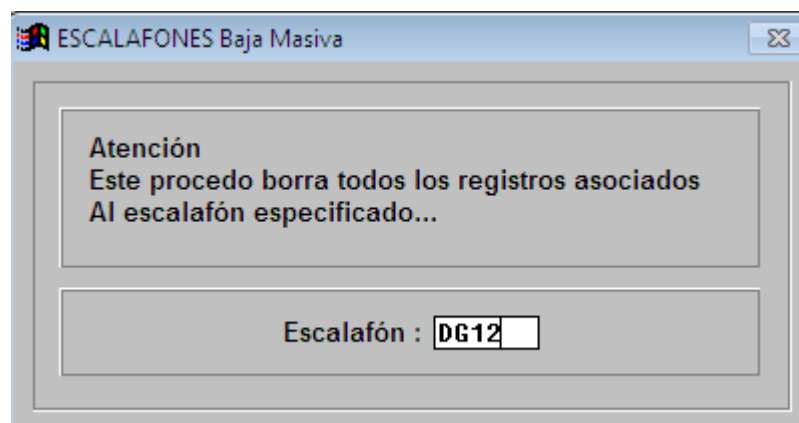 ESCALAFONES Baja Masiva
Atención
Este procedo borra todos los registros asociados
Al escalafón especificado...
Escalafón : DG12